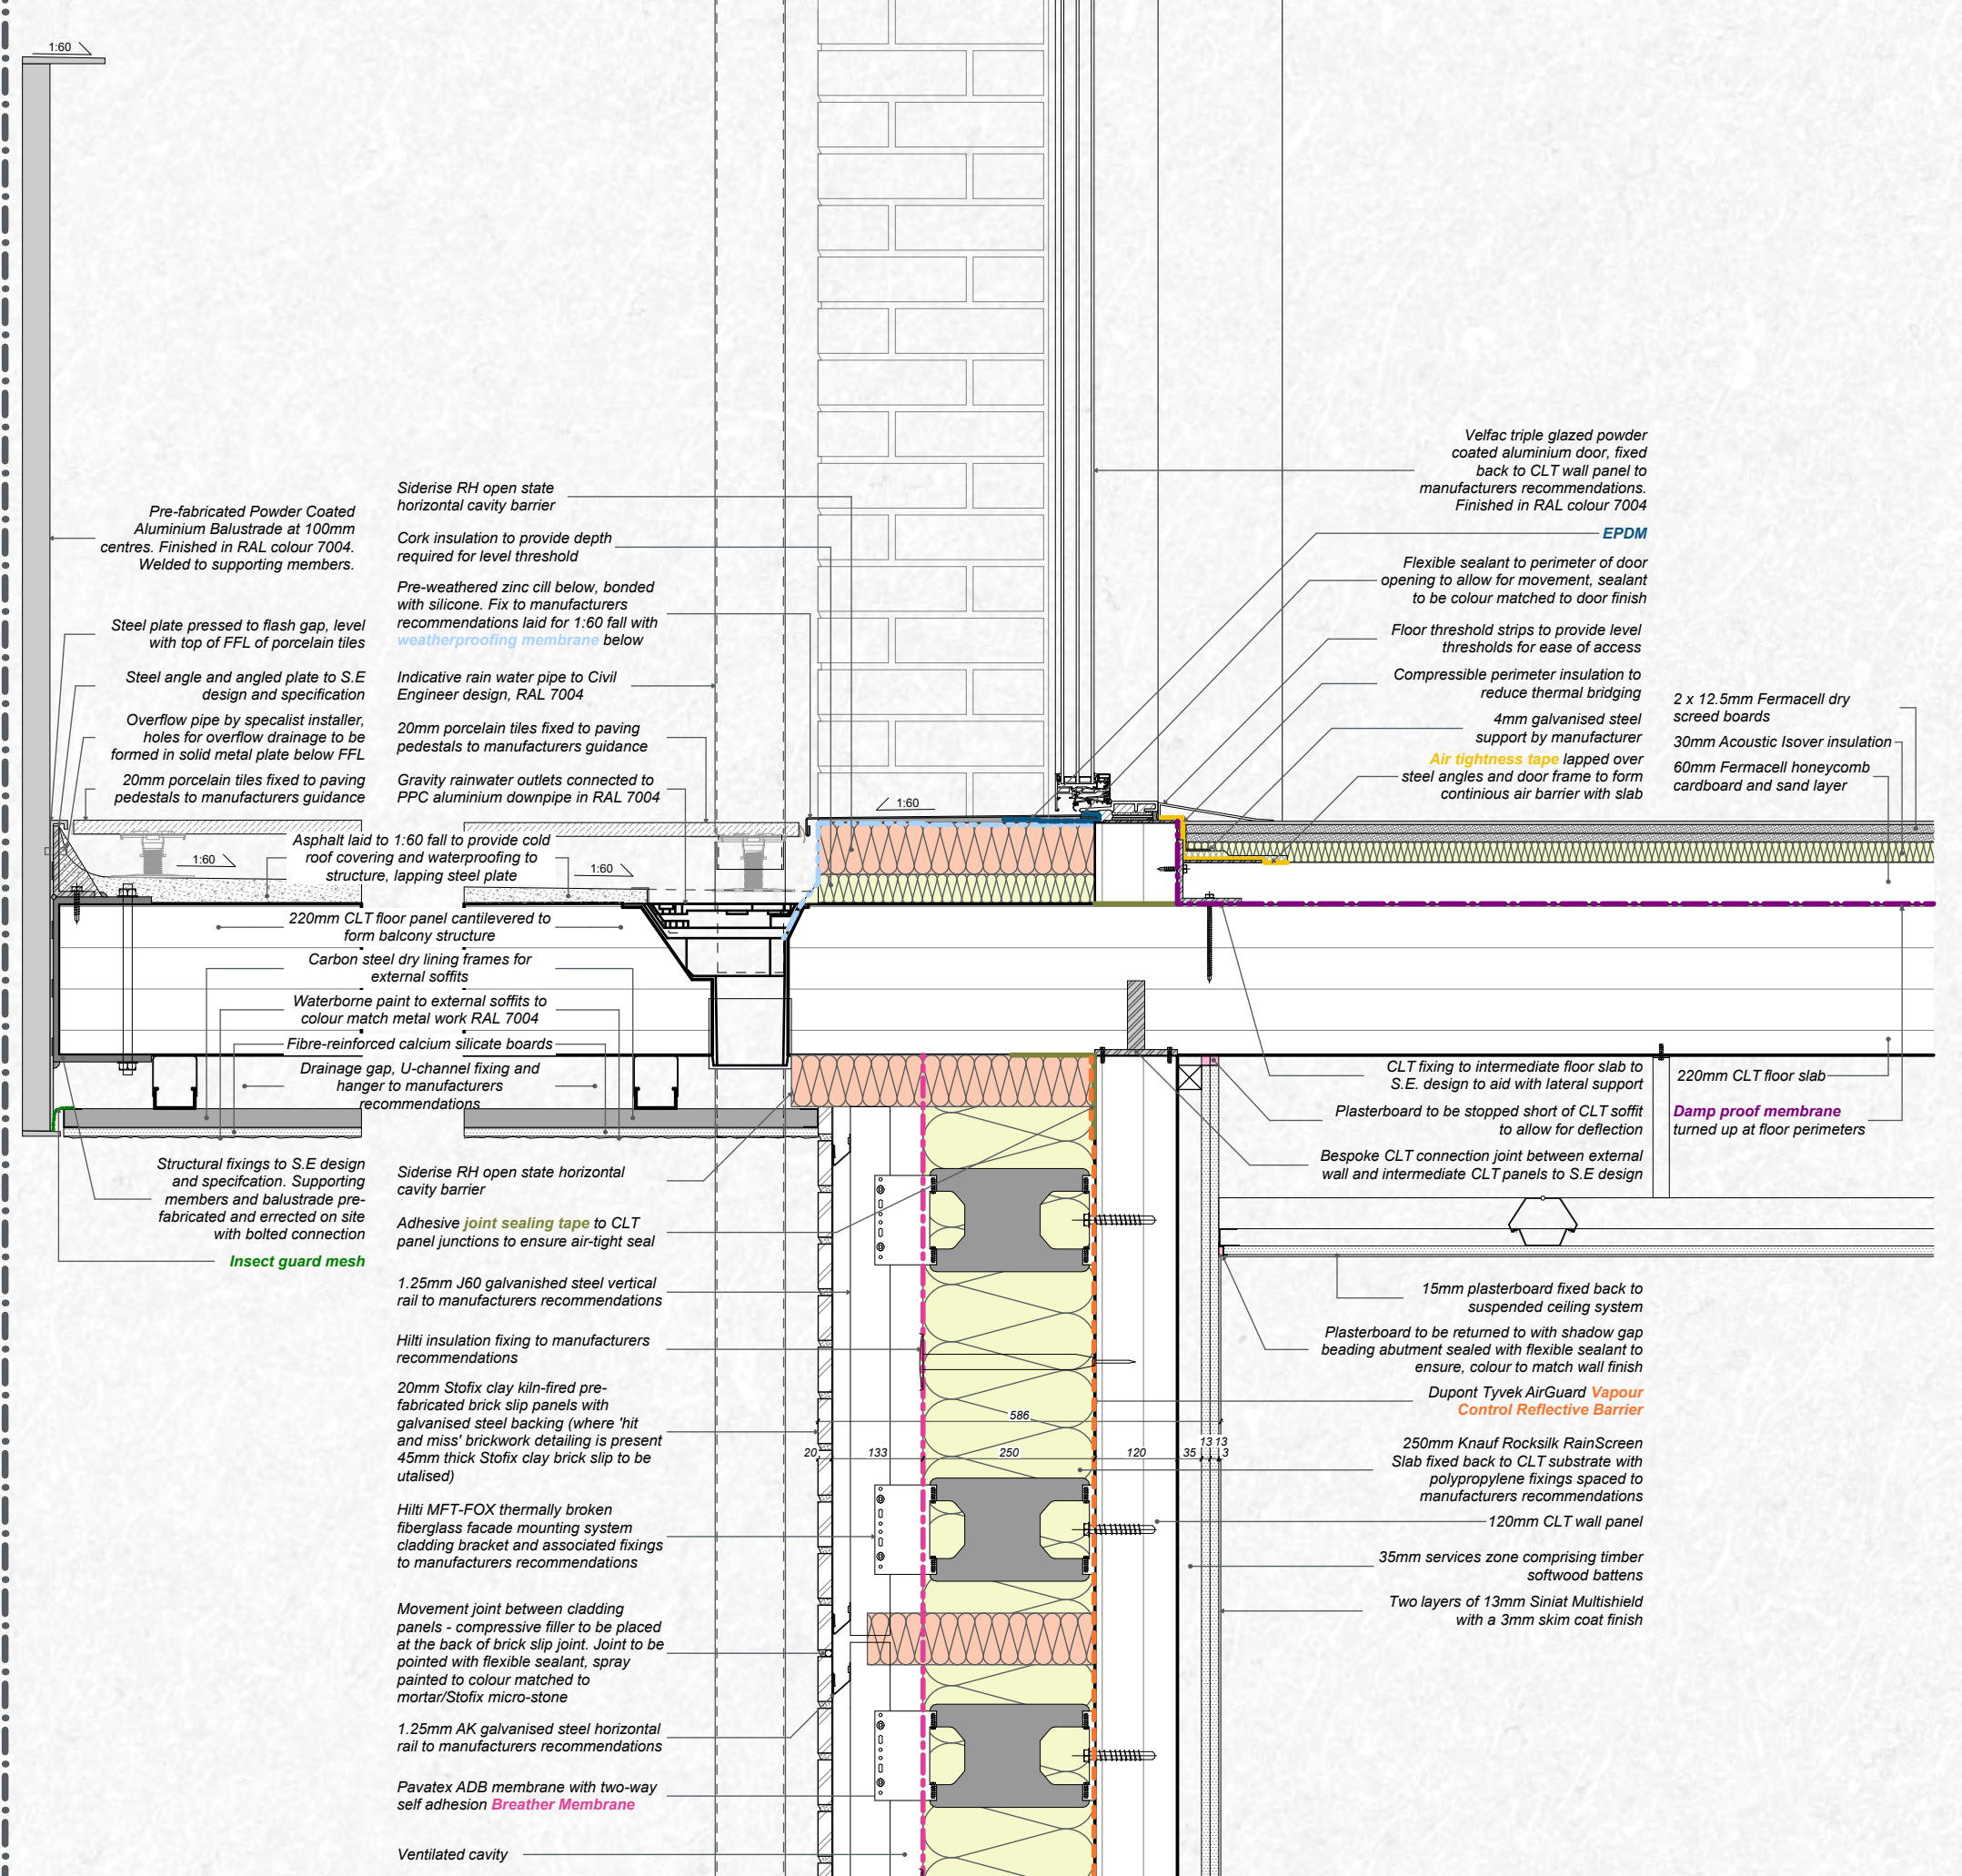 1:60
Pre-fabricated Powder Coated
Aluminium Balustrade at 100mm
centres. Finished in RAL colour 7004.
Welded to supporting members.
Steel plate pressed to flash gap, level
with top of FFL of porcelain tiles
Steel angle and angled plate to S.E
design and specification
Overflow pipe by specalist installer,
holes for overflow drainage to be
formed in solid metal plate below FFL
20mm porcelain tiles fixed to paving
pedestals to manufacturers guidance
Siderise RH open state
horizontal cavity barrier
Cork insulation to provide depth
required for level threshold
Pre-weathered zinc cill below, bonded
with silicone. Fix to manufacturers
recommendations laid for 1:60 fall with
weatherproofing membrane below
Indicative rain water pipe to Civil
Engineer design, RAL 7004
20mm porcelain tiles fixed to paving
pedestals to manufacturers guidance
Gravity rainwater outlets connected to
PPC aluminium downpipe in RAL 7004
Velfac triple glazed powder
coated aluminium door, fixed
back to CLT wall panel to
manufacturers recommendations.
Finished in RAL colour 7004
EPDM
Flexible sealant to perimeter of door
opening to allow for movement, sealant
to be colour matched to door finish
Floor threshold strips to provide level
thresholds for ease of access
Compressible perimeter insulation to
reduce thermal bridging
4mm galvanised steel
support by manufacturer
Air tightness tape lapped over
steel angles and door frame to form
continious air barrier with slab
2 x 12.5mm Fermacell dry
screed boards
30mm Acoustic Isover insulation
60mm Fermacell honeycomb
cardboard and sand layer
1:60
1:60
1:60
Asphalt laid to 1:60 fall to provide cold
roof covering and waterproofing to
structure, lapping steel plate
220mm CLT floor panel cantilevered to
form balcony structure
Carbon steel dry lining frames for
external soffits
Waterborne paint to external soffits to
colour match metal work RAL 7004
Fibre-reinforced calcium silicate boards
Drainage gap, U-channel fixing and
hanger to manufacturers
recommendations
Structural fixings to S.E design
and specifcation. Supporting
members and balustrade pre-
fabricated and errected on site
with bolted connection
Insect guard mesh
Siderise RH open state horizontal
cavity barrier
Adhesive joint sealing tape to CLT
panel junctions to ensure air-tight seal
1.25mm J60 galvanished steel vertical
rail to manufacturers recommendations
Hilti insulation fixing to manufacturers
recommendations
20mm Stofix clay kiln-fired pre-
fabricated brick slip panels with
galvanised steel backing (where 'hit
and miss' brickwork detailing is present
45mm thick Stofix clay brick slip to be
utalised)
Hilti MFT-FOX thermally broken
fiberglass facade mounting system
cladding bracket and associated fixings
to manufacturers recommendations
Movement joint between cladding
panels - compressive filler to be placed
at the back of brick slip joint. Joint to be
pointed with flexible sealant, spray
painted to colour matched to
mortar/Stofix micro-stone
1.25mm AK galvanised steel horizontal
rail to manufacturers recommendations
Pavatex ADB membrane with two-way
self adhesion Breather Membrane
Ventilated cavity
586
20
133
250
120
35
13
13
3
CLT fixing to intermediate floor slab to
S.E. design to aid with lateral support
Plasterboard to be stopped short of CLT soffit
to allow for deflection
Bespoke CLT connection joint between external
wall and intermediate CLT panels to S.E design
220mm CLT floor slab
Damp proof membrane
turned up at floor perimeters
15mm plasterboard fixed back to
suspended ceiling system
Plasterboard to be returned to with shadow gap
beading abutment sealed with flexible sealant to
ensure, colour to match wall finish
Dupont Tyvek AirGuard Vapour
Control Reflective Barrier
250mm Knauf Rocksilk RainScreen
Slab fixed back to CLT substrate with
polypropylene fixings spaced to
manufacturers recommendations
120mm CLT wall panel
35mm services zone comprising timber
softwood battens
Two layers of 13mm Siniat Multishield
with a 3mm skim coat finish